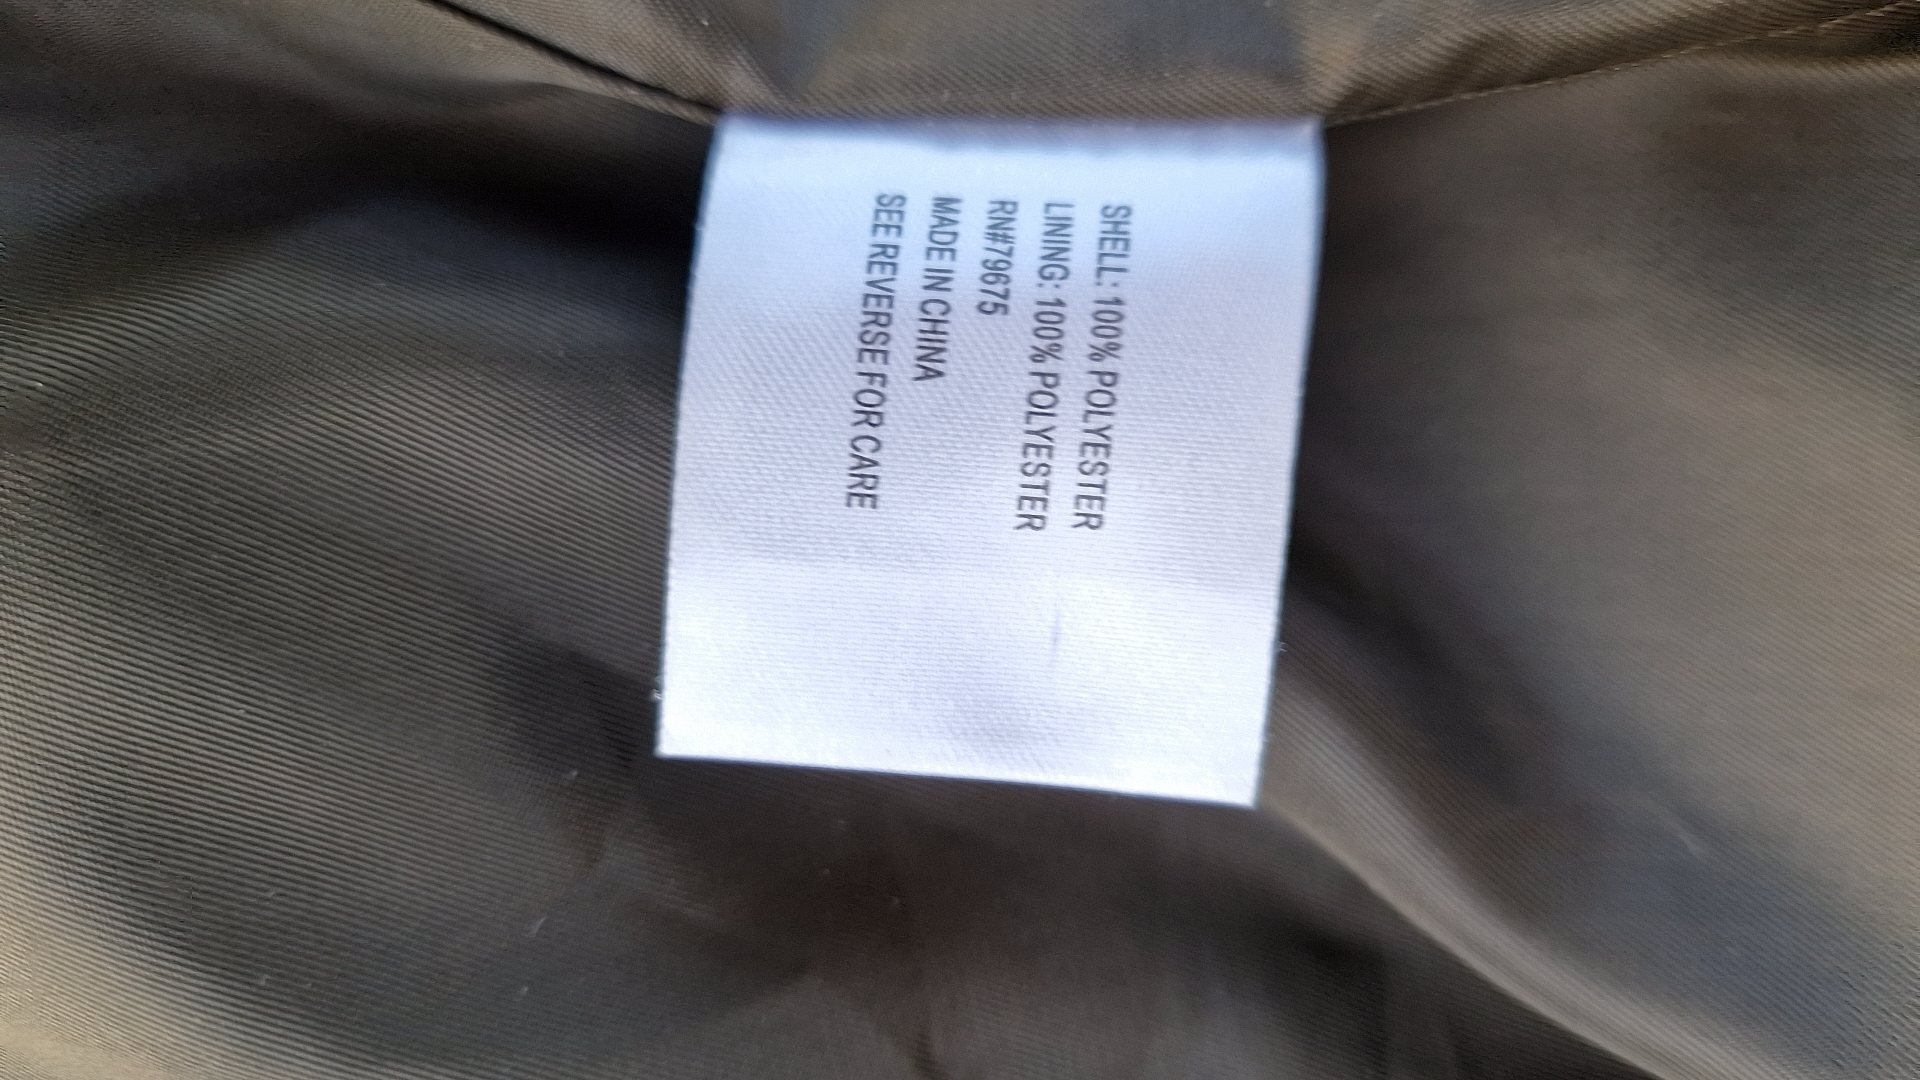 SHELL: 100% POLYESTER
LINING: 100% POLYESTER
RN#79675
MADE IN CHINA
SEE REVERSE FOR CARE